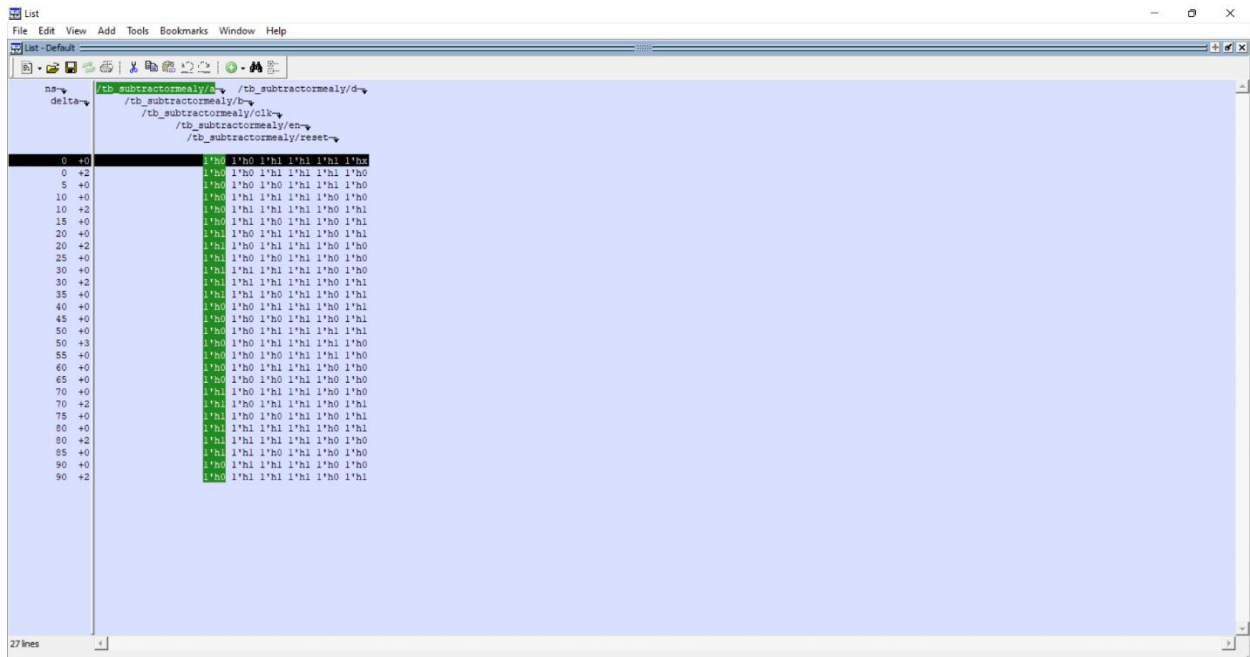 List
File Edit View Add Tools Bookmarks Window Help
List - Default
ns /tb_subtractormealy/a /tb_subtractormealy/d
delta /tb_subtractormealy/b
/tb_subtractormealy/clk
/tb_subtractormealy/en
/tb_subtractormealy/reset
0 +0 1'h0 1'h0 1'h1 1'h1 1'h1 1'hx
0 +2 1'h0 1'h0 1'h1 1'h1 1'h1 1'h0
5 +0 1'h0 1'h0 1'h0 1'h1 1'h1 1'h0
10 +0 1'h0 1'h1 1'h1 1'h1 1'h0 1'h0
10 +2 1'h0 1'h1 1'h1 1'h1 1'h0 1'h1
15 +0 1'h0 1'h1 1'h0 1'h1 1'h0 1'h1
20 +0 1'h1 1'h0 1'h1 1'h1 1'h0 1'h1
20 +2 1'h1 1'h0 1'h1 1'h1 1'h0 1'h0
25 +0 1'h1 1'h0 1'h0 1'h1 1'h0 1'h0
30 +0 1'h1 1'h1 1'h1 1'h1 1'h0 1'h0
30 +2 1'h1 1'h1 1'h1 1'h1 1'h0 1'h1
35 +0 1'h1 1'h1 1'h0 1'h1 1'h0 1'h1
40 +0 1'h0 1'h0 1'h1 1'h1 1'h0 1'h1
45 +0 1'h0 1'h0 1'h0 1'h1 1'h0 1'h1
50 +0 1'h0 1'h0 1'h1 1'h1 1'h1 1'h1
50 +3 1'h0 1'h0 1'h1 1'h1 1'h1 1'h0
55 +0 1'h0 1'h0 1'h0 1'h1 1'h1 1'h0
60 +0 1'h0 1'h0 1'h1 1'h1 1'h0 1'h0
65 +0 1'h0 1'h0 1'h0 1'h1 1'h0 1'h0
70 +0 1'h1 1'h0 1'h1 1'h1 1'h0 1'h0
70 +2 1'h1 1'h0 1'h1 1'h1 1'h0 1'h1
75 +0 1'h1 1'h0 1'h0 1'h1 1'h0 1'h1
80 +0 1'h1 1'h1 1'h1 1'h1 1'h0 1'h1
80 +2 1'h1 1'h1 1'h1 1'h1 1'h0 1'h0
85 +0 1'h1 1'h1 1'h0 1'h1 1'h0 1'h0
90 +0 1'h0 1'h1 1'h1 1'h1 1'h0 1'h0
90 +2 1'h0 1'h1 1'h1 1'h1 1'h0 1'h1
27 lines